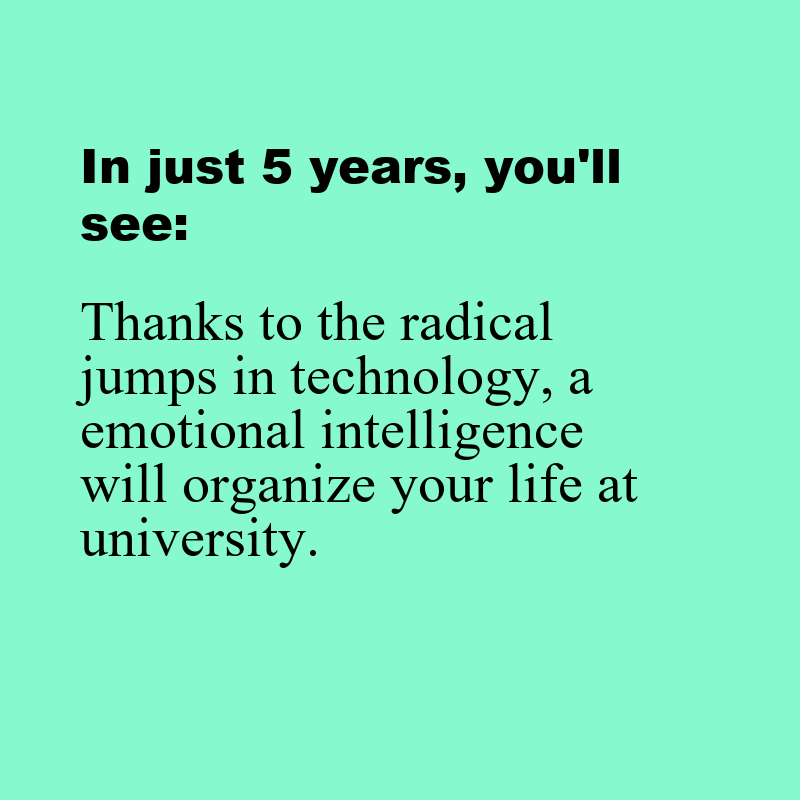 In just 5 years, you'll
see:
Thanks to the radical
jumps in technology, a
emotional intelligence
will organize your life at
university.